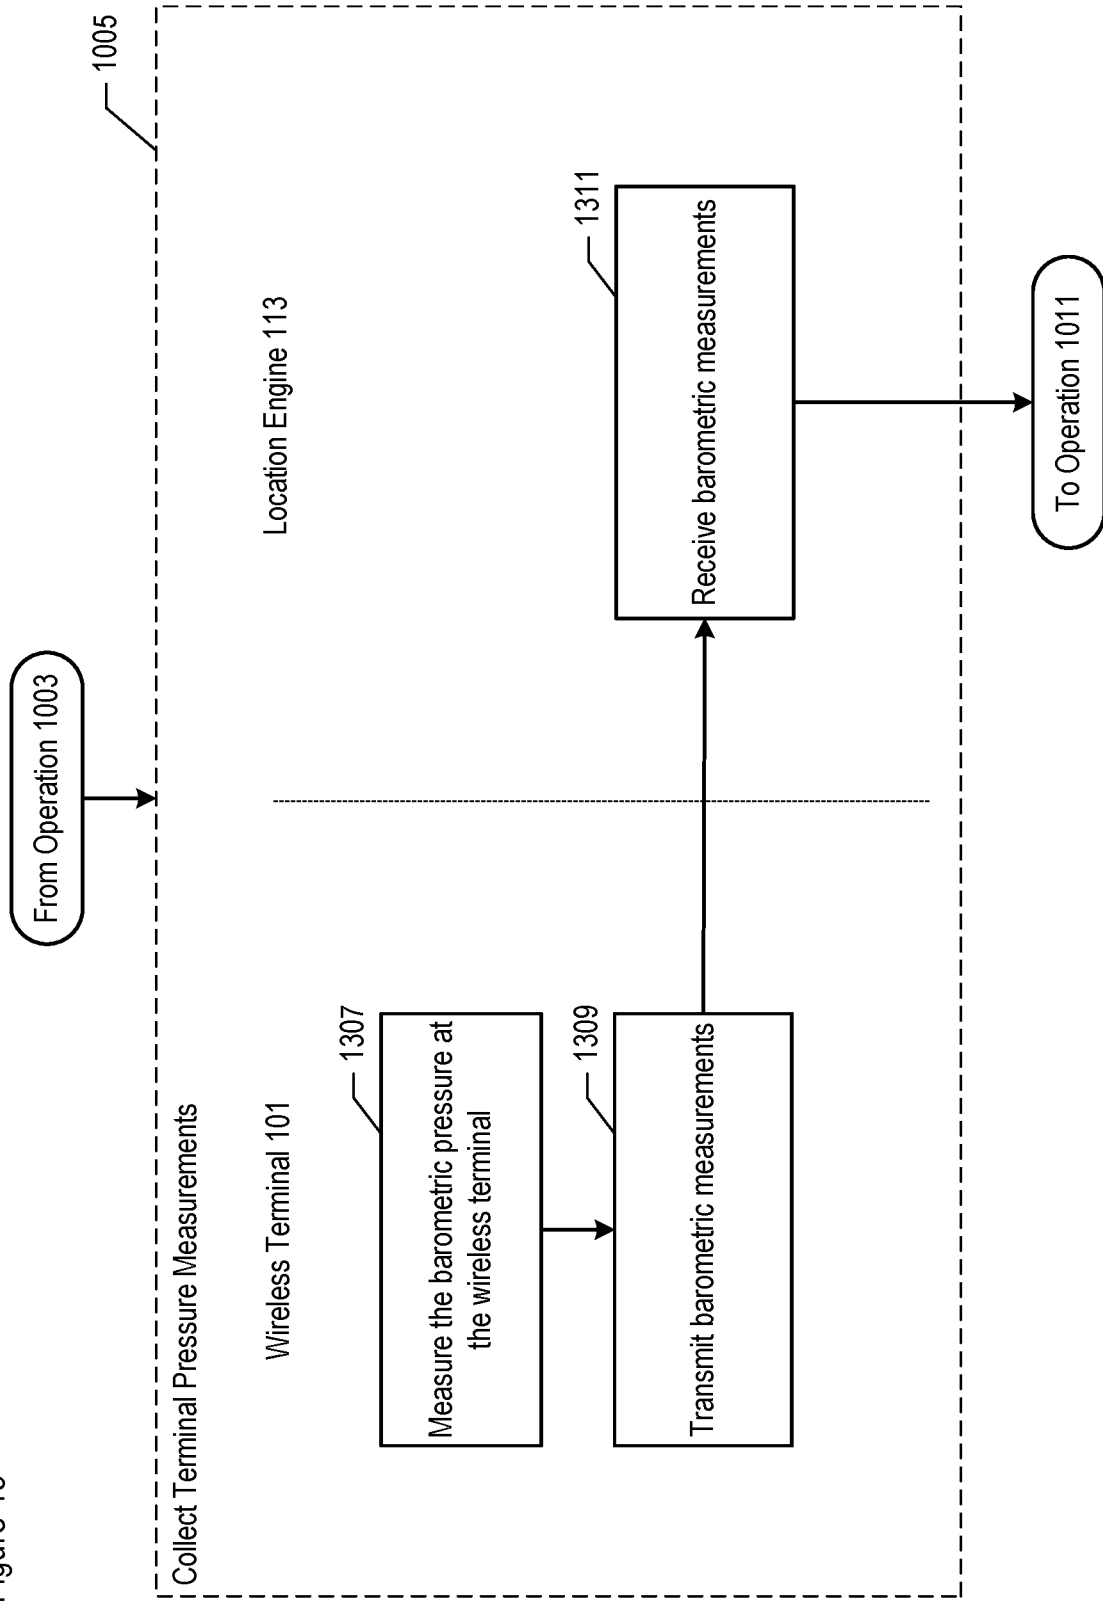 Figure
From Operation 1003
1005
Collect Terminal Pressure Measurements
Wireless Terminal 101
Location Engine 113
1307
Measure the barometric pressure at
the wireless terminal
1309
Transmit barometric measurements
1311
Receive barometric measurements
To Operation 1011